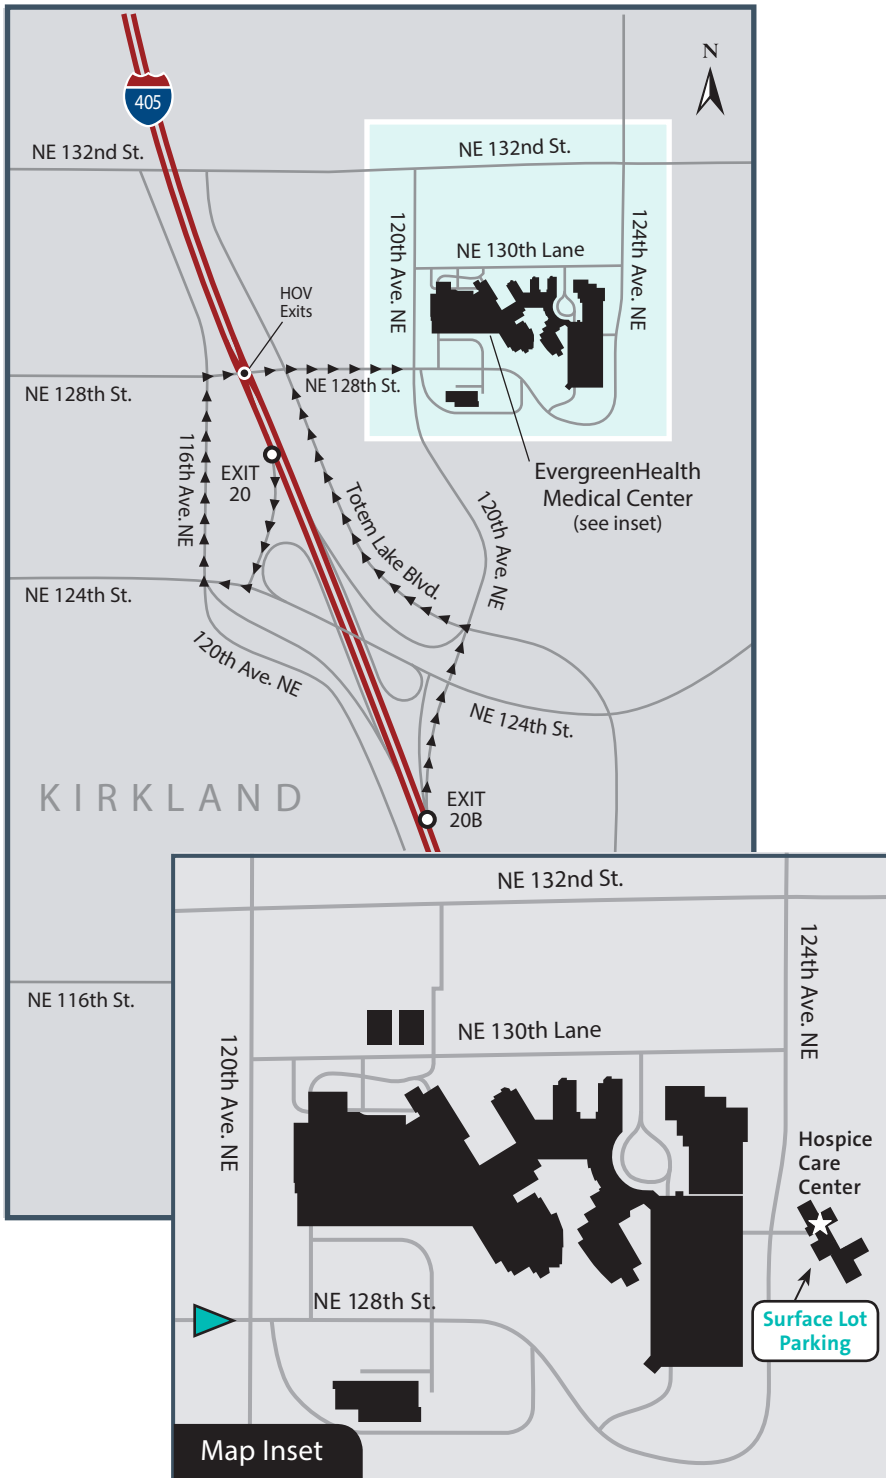 N
405
NE 132nd St.
NE 132nd St.
120th Ave. NE
124th Ave. NE
NE 130th Lane
HOV
Exits
NE 128th St.
NE 128th St.
116th Ave. NE
EXIT
20
EvergreenHealth
Medical Center
(see inset)
Totem Lake Blvd.
120th Ave. NE
NE 124th St.
120th Ave. NE
NE 124th St.
KIRKLAND
EXIT
20B
NE 116th St.
NE 132nd St.
124th Ave. NE
NE 130th Lane
120th Ave. NE
Hospice
Care
Center
NE 128th St.
Surface Lot
Parking
Map Inset